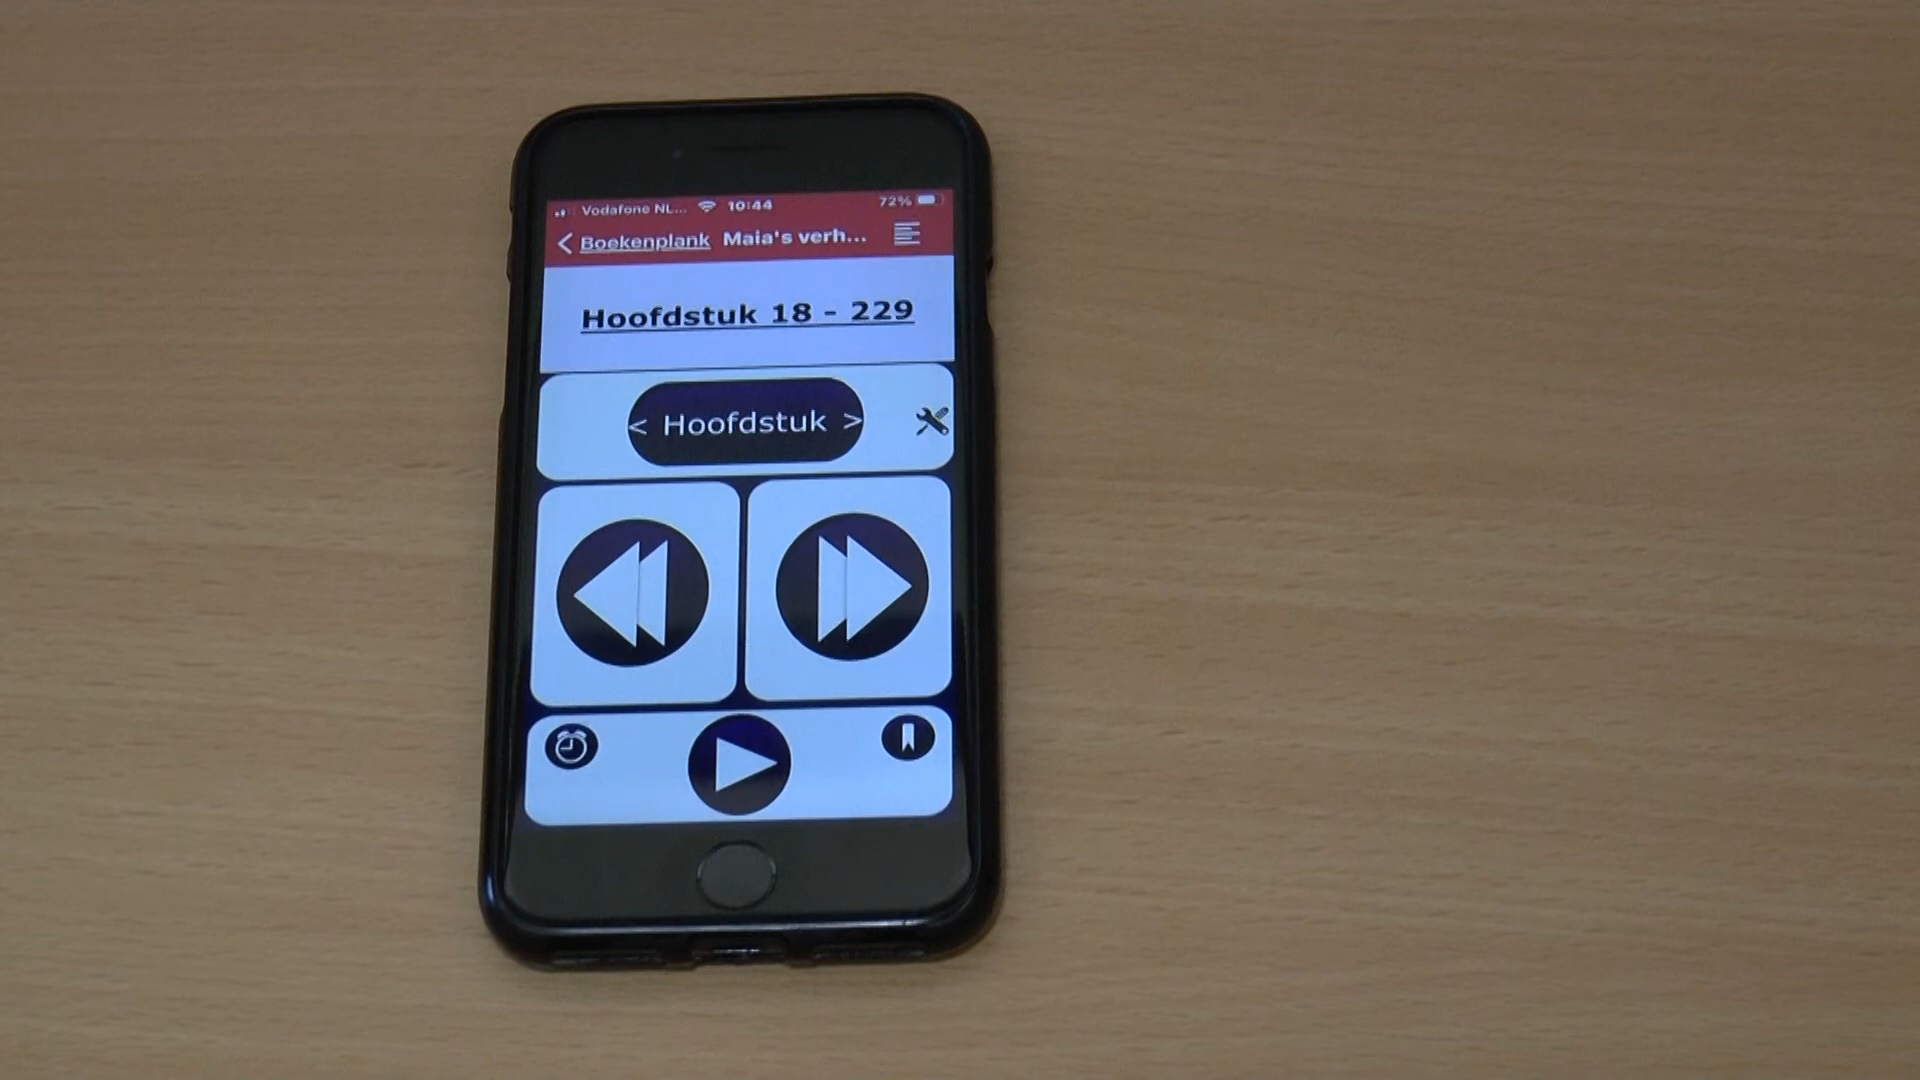 Vodafone NL... 10:44 72%
Boekenplank Maia's verh...
Hoofdstuk 18 - 229
< Hoofdstuk >